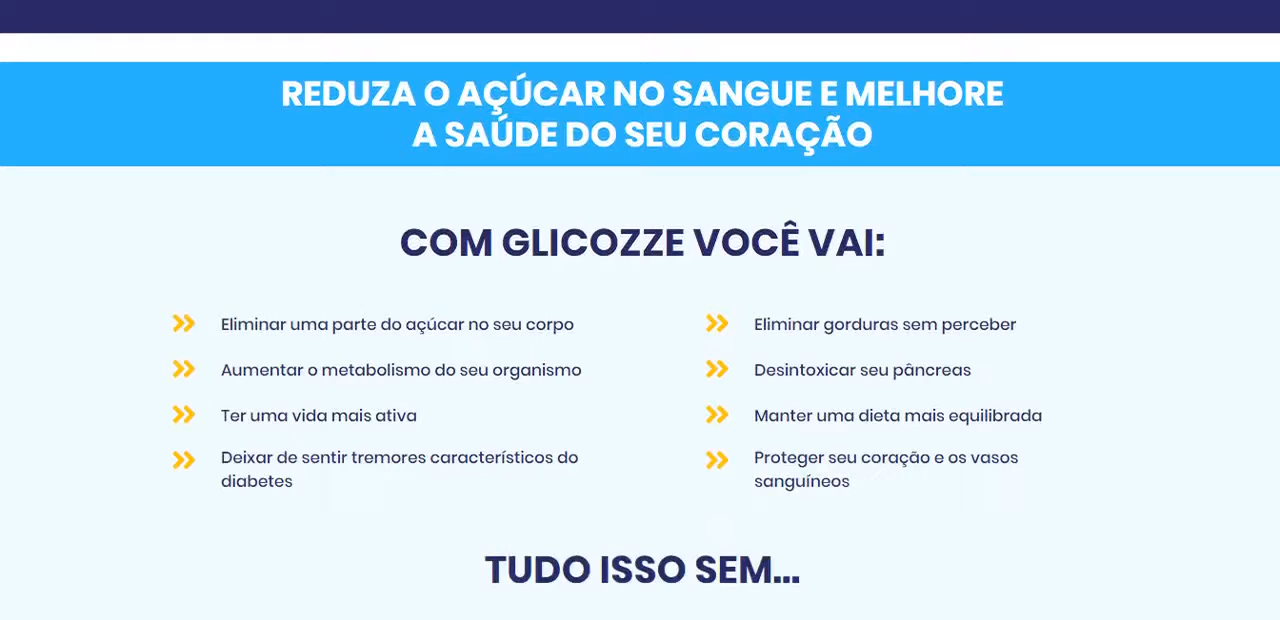 REDUZA O AÇÚCAR NO SANGUE E MELHORE
A SAÚDE DO SEU CORAÇÃO
COM GLICOZZE VOCÊ VAI:
Eliminar uma parte do açúcar no seu corpo
Aumentar o metabolismo do seu organismo
Ter uma vida mais ativa
Deixar de sentir tremores característicos do
diabetes
Eliminar gorduras sem perceber
Desintoxicar seu pâncreas
Manter uma dieta mais equilibrada
Proteger seu coração e os vasos
sanguíneos
TUDO ISSO SEM...